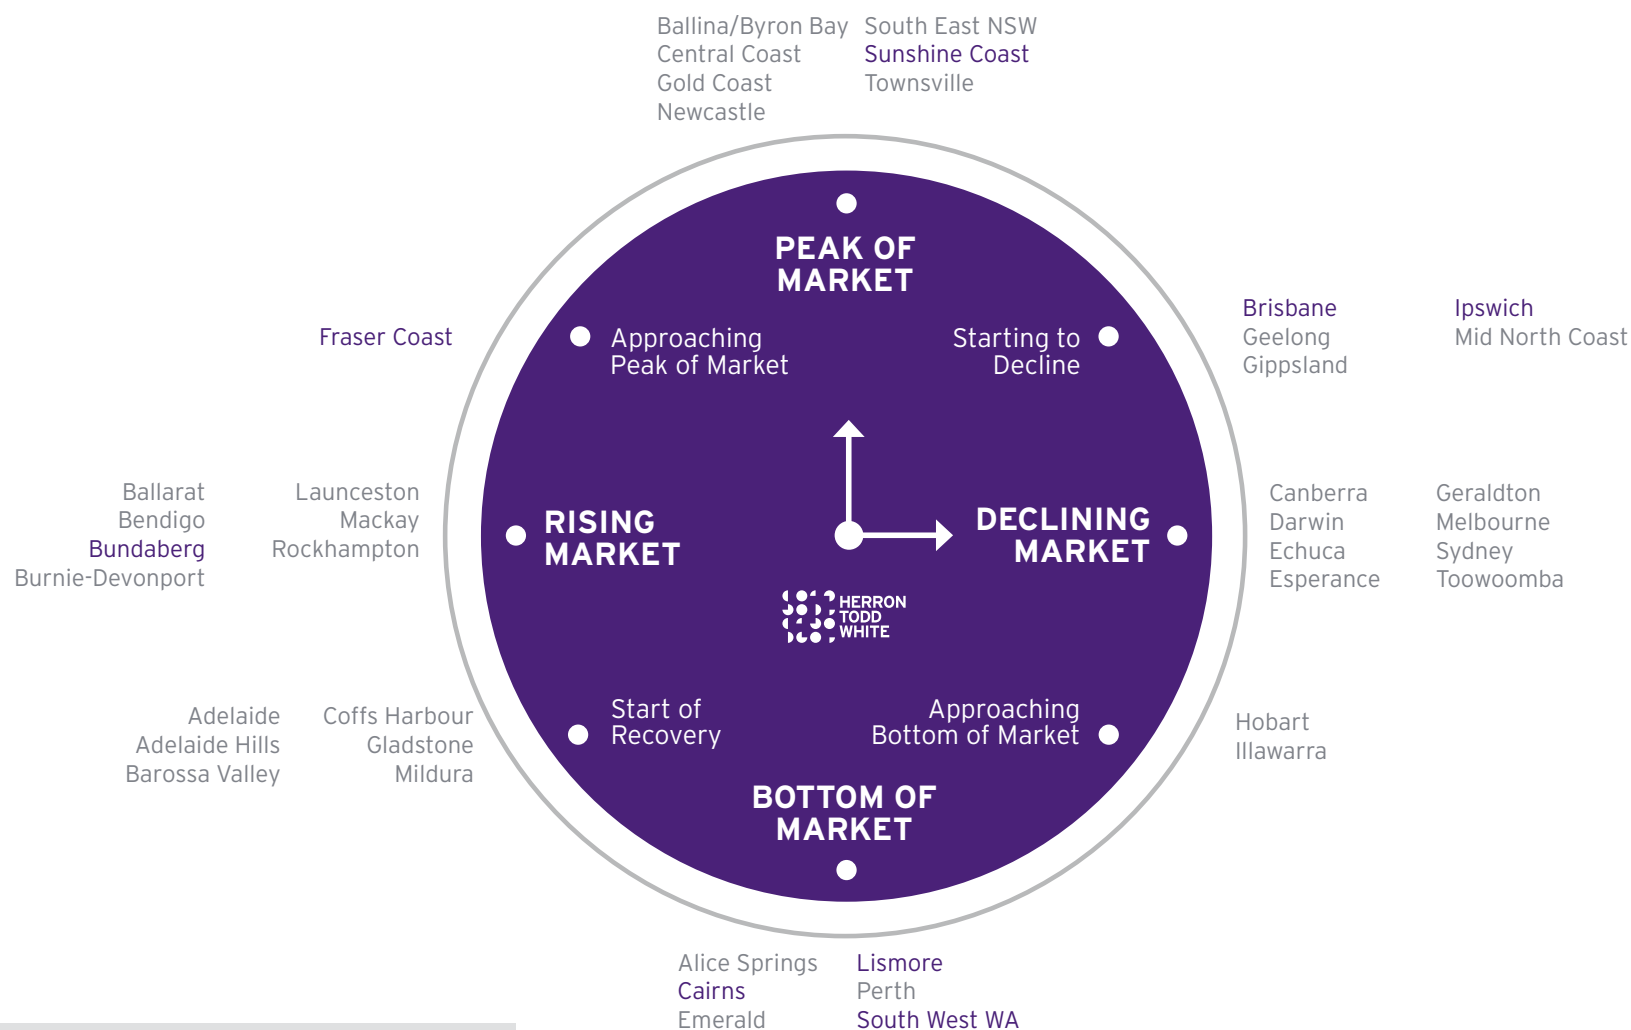 Ballina/Byron Bay South East NSW
Central Coast Sunshine Coast
Gold Coast Townsville
Newcastle
PEAK OF
MARKET
Fraser Coast
Approaching
Peak of Market
Starting to
Decline
Brisbane Ipswich
Geelong Mid North Coast
Gippsland
Ballarat Launceston
Bendigo Mackay
Bundaberg Rockhampton
Burnie-Devonport
RISING
MARKET
DECLINING
MARKET
Canberra Geraldton
Darwin Melbourne
Echuca Sydney
Esperance Toowoomba
HERRON
TODD
WHITE
Adelaide Coffs Harbour
Adelaide Hills Gladstone
Barossa Valley Mildura
Start of
Recovery
Approaching
Bottom of Market
Hobart
Illawarra
BOTTOM OF
MARKET
Alice Springs Lismore
Cairns Perth
Emerald South West WA